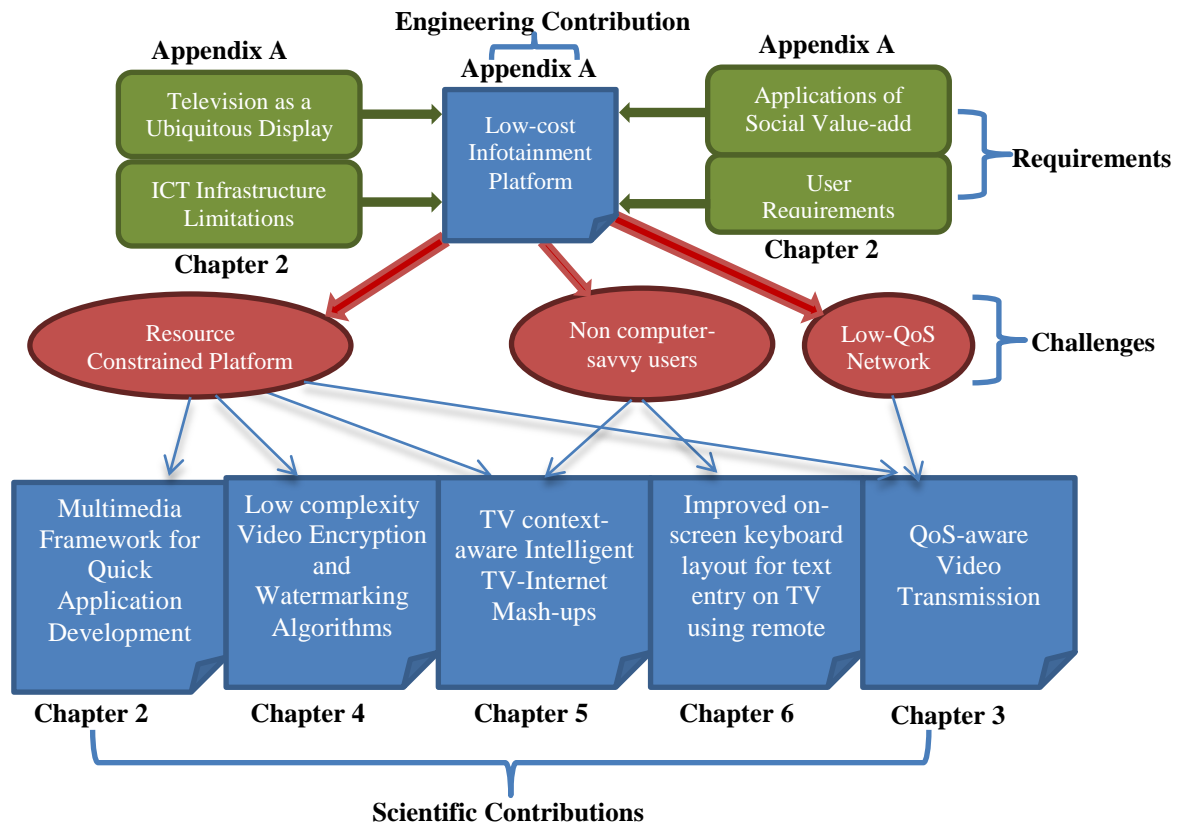 Engineering Contribution
Appendix A
Appendix A
Appendix A
Television as a
Ubiquitous Display
Low-cost
Infotainment
Platform
Applications of
Social Value-add
Requirements
ICT Infrastructure
Limitations
User
Requirements
Chapter 2
Chapter 2
Resource
Constrained Platform
Non computer-
savvy users
Low-QoS
Network
Challenges
Multimedia
Framework for
Quick
Application
Development
Low complexity
Video Encryption
and
Watermarking
Algorithms
TV context-
aware Intelligent
TV-Internet
Mash-ups
Improved on-
screen keyboard
layout for text
entry on TV
using remote
QoS-aware
Video
Transmission
Chapter 2
Chapter 4
Chapter 5
Chapter 6
Chapter 3
Scientific Contributions